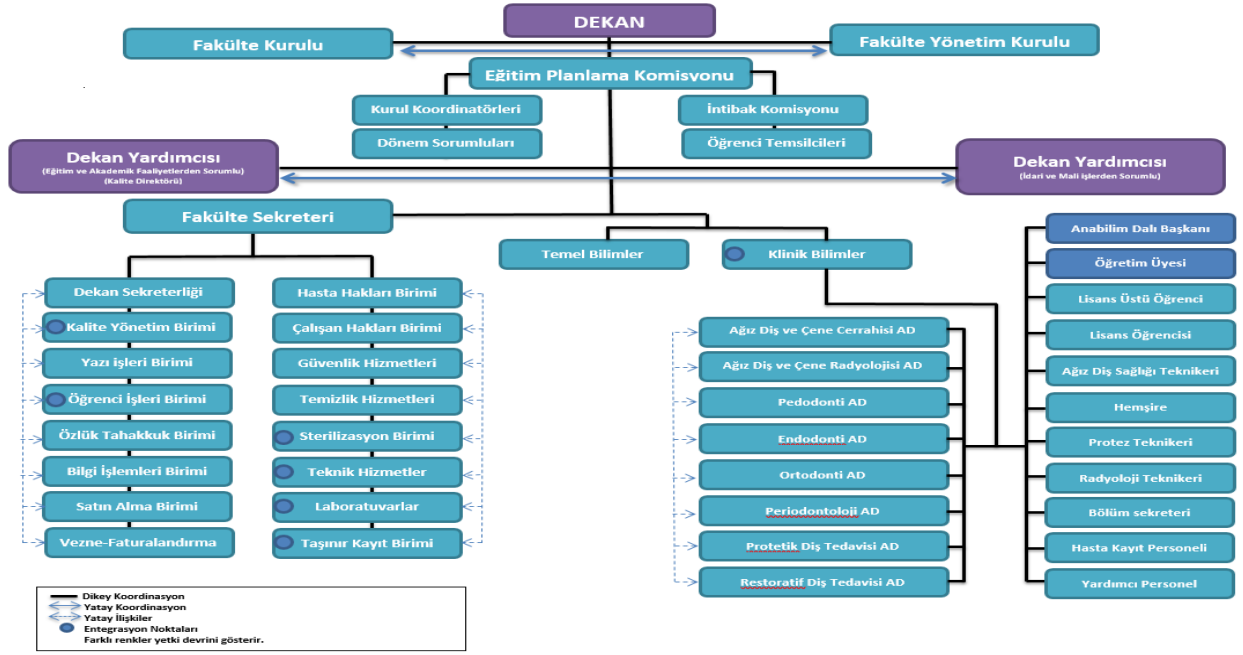 DEKAN
Fakülte Kurulu
Fakülte Yönetim Kurulu
Eğitim Planlama Komisyonu
Kurul Koordinatörleri
İntibak Komisyonu
Dönem Sorumluları
Öğrenci Temsilcileri
Dekan Yardımcısı
(Eğitim ve Akademik Faaliyetlerden Sorumlu)
(Kalite Direktörü)
Dekan Yardımcısı
(İdari ve Mali işlerden Sorumlu)
Fakülte Sekreteri
Temel Bilimler
Klinik Bilimler
Dekan Sekreterliği
Kalite Yönetim Birimi
Yazı işleri Birimi
Öğrenci İşleri Birimi
Özlük Tahakkuk Birimi
Bilgi İşlemleri Birimi
Satın Alma Birimi
Vezne-Faturalandırma
Hasta Hakları Birimi
Çalışan Hakları Birimi
Güvenlik Hizmetleri
Temizlik Hizmetleri
Sterilizasyon Birimi
Teknik Hizmetler
Laboratuvarlar
Taşınır Kayıt Birimi
Ağız Diş ve Çene Cerrahisi AD
Ağız Diş ve Çene Radyolojisi AD
Pedodonti AD
Endodonti AD
Ortodonti AD
Periodontoloji AD
Protetik Diş Tedavisi AD
Restoratif Diş Tedavisi AD
Anabilim Dalı Başkanı
Öğretim Üyesi
Lisans Üstü Öğrenci
Lisans Öğrencisi
Ağız Diş Sağlığı Teknikeri
Hemşire
Protez Teknikeri
Radyoloji Teknikeri
Bölüm sekreteri
Hasta Kayıt Personeli
Yardımcı Personel
Dikey Koordinasyon
Yatay Koordinasyon
Yatay İlişkiler
Entegrasyon Noktaları
Farklı renkler yetki devrini gösterir.